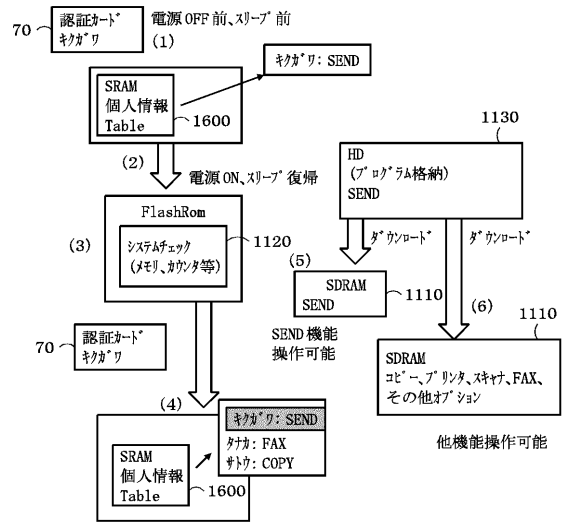 70
認証カード
キクガワ
電源OFF前、スリープ前
(1)
キクガワ: SEND
SRAM
個人情報
Table
1600
(2)
電源ON、スリープ復帰
FlashRom
(3)
システムチェック
(メモリ、カウンタ等)
1120
70
認証カード
キクガワ
(4)
キクガワ: SEND
タナカ: FAX
サトウ: COPY
SRAM
個人情報
Table
1600
1130
HD
(プログラム格納)
SEND
ダウンロード
ダウンロード
(5)
SDRAM
SEND
1110
SEND機能
操作可能
(6)
1110
SDRAM
コピー、プリンタ、スキャナ、FAX、
その他オプション
他機能操作可能